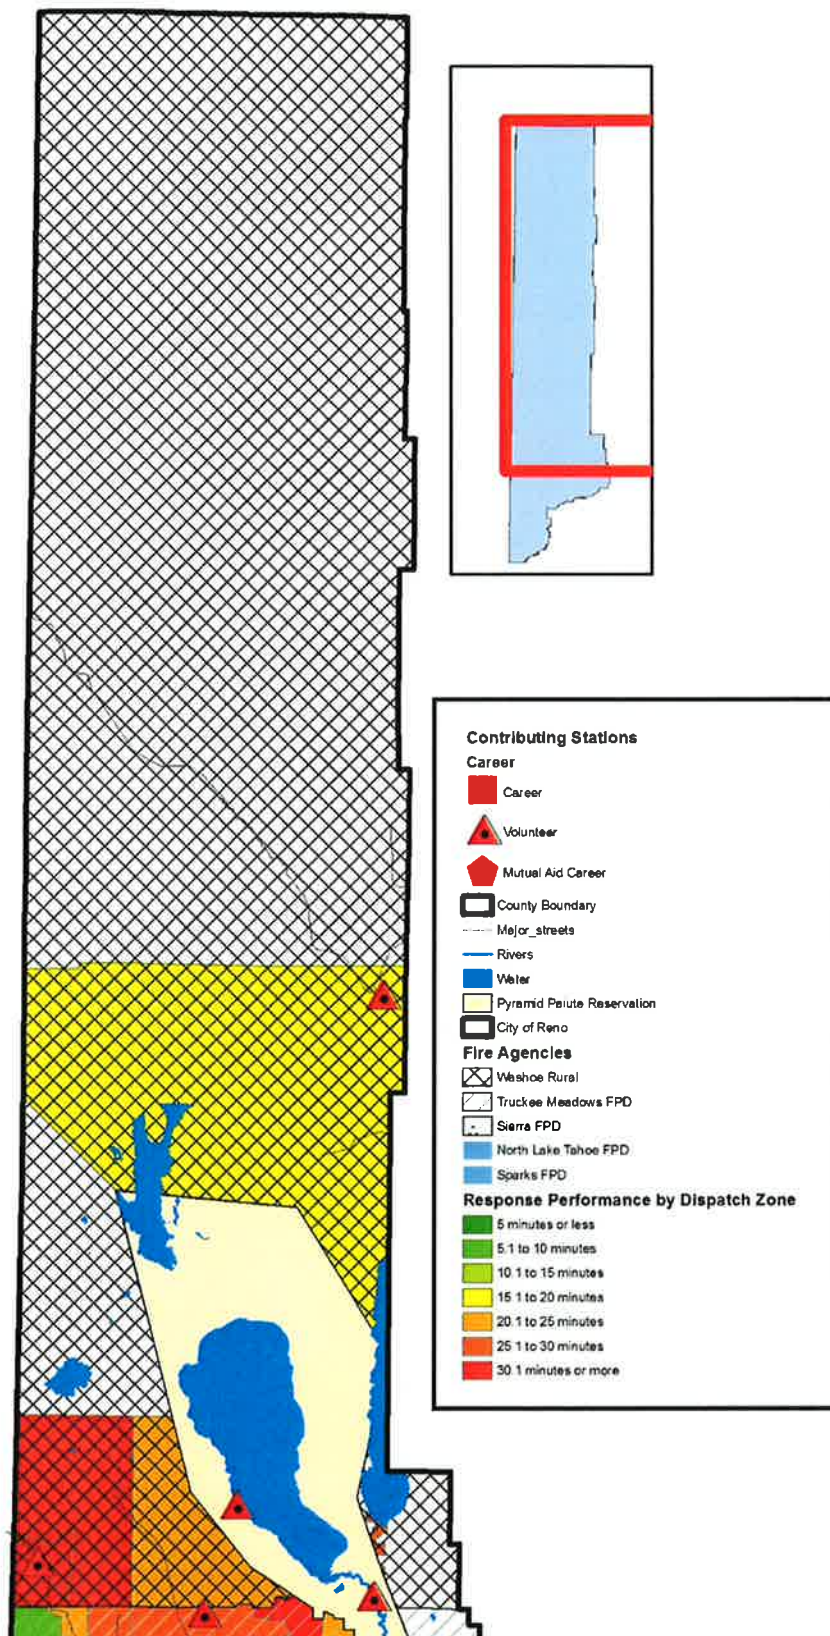 Contributing Stations
Career
Career
Volunteer
Mutual Aid Career
County Boundary
Major_streets
Rivers
Water
Pyramid Paiute Reservation
City of Reno
Fire Agencies
Washoe Rural
Truckee Meadows FPD
Sierra FPD
North Lake Tahoe FPD
Sparks FPD
Response Performance by Dispatch Zone
5 minutes or less
5.1 to 10 minutes
10.1 to 15 minutes
15.1 to 20 minutes
20.1 to 25 minutes
25.1 to 30 minutes
30.1 minutes or more